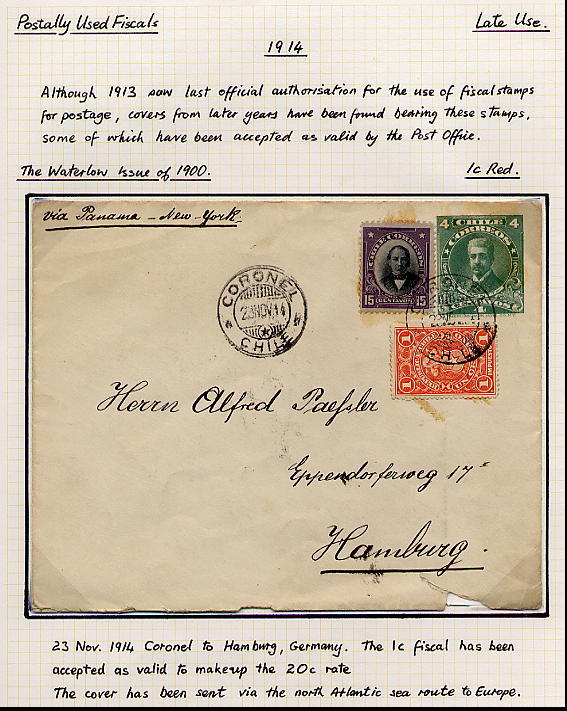 Postally Used Fiscals
Late Use.
1914
Although 1913 saw last official authorisation for the use of fiscal stamps
for postage, covers from later years have been found bearing these stamps,
some of which have been accepted as valid by the Post Office.
The Waterlow Issue of 1900.
1c Red.
via Panama - New-York
CHILE CORREOS
15 CENTAVOS 15
4 CHILE 4
CORREOS
CORONEL
23 NOV. 14
CHILE
1 1
Herrn Alfred Paefsler
Eppendorferweg 17
Hamburg.
23 Nov. 1914 Coronel to Hamburg, Germany. The 1c fiscal has been
accepted as valid to makeup the 20c rate
The cover has been sent via the north Atlantic sea route to Europe.